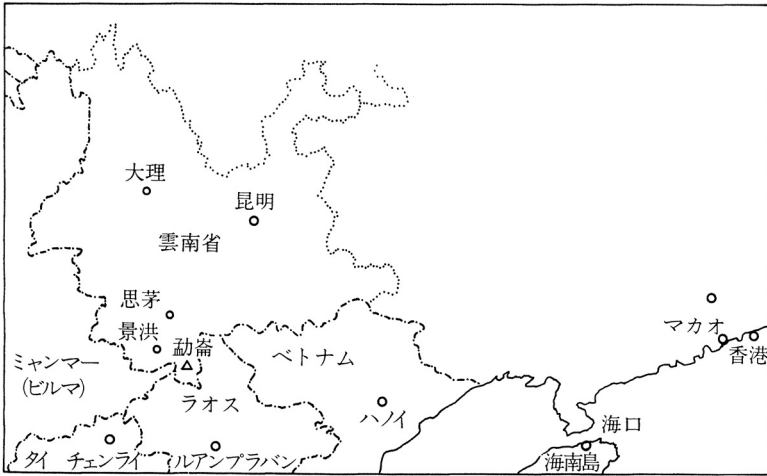 大理
昆明
雲南省
思茅
景洪
勐崙
ミャンマー
(ビルマ)
ベトナム
ラオス
ハノイ
マカオ
香港
海口
海南島
タイ
チェンライ
ルアンプラバン